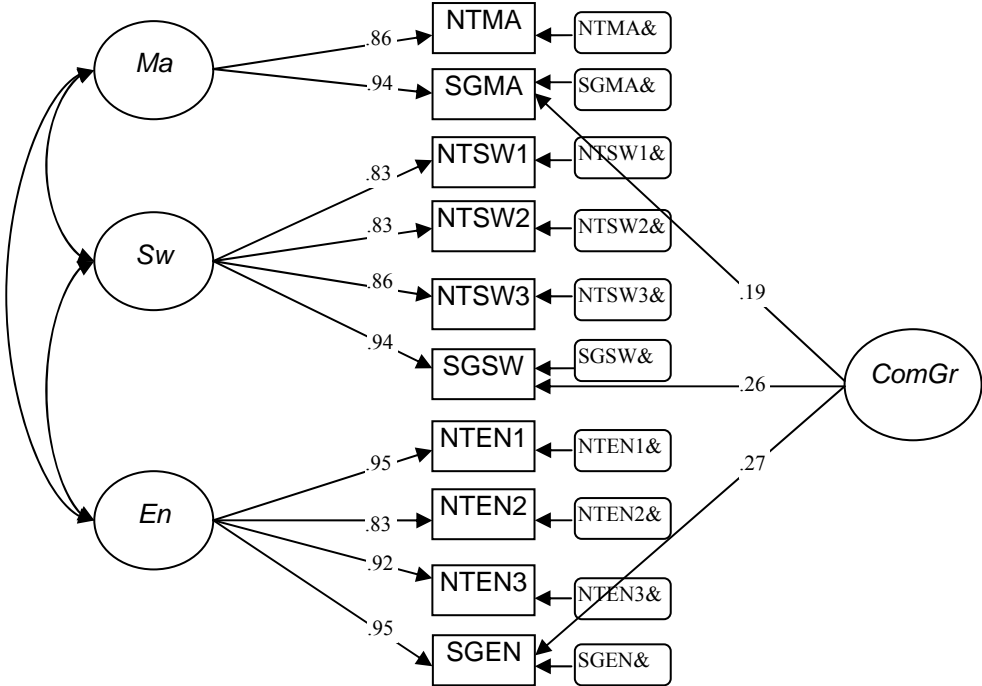 NTMA
NTMA&
.86
Ma
.94
SGMA
SGMA&
NTSW1
NTSW1&
.83
NTSW2
NTSW2&
.83
Sw
.86
NTSW3
NTSW3&
.19
.94
SGSW
SGSW&
.26
ComGr
NTEN1
NTEN1&
.95
.27
En
NTEN2
NTEN2&
.83
.92
NTEN3
NTEN3&
.95
SGEN
SGEN&